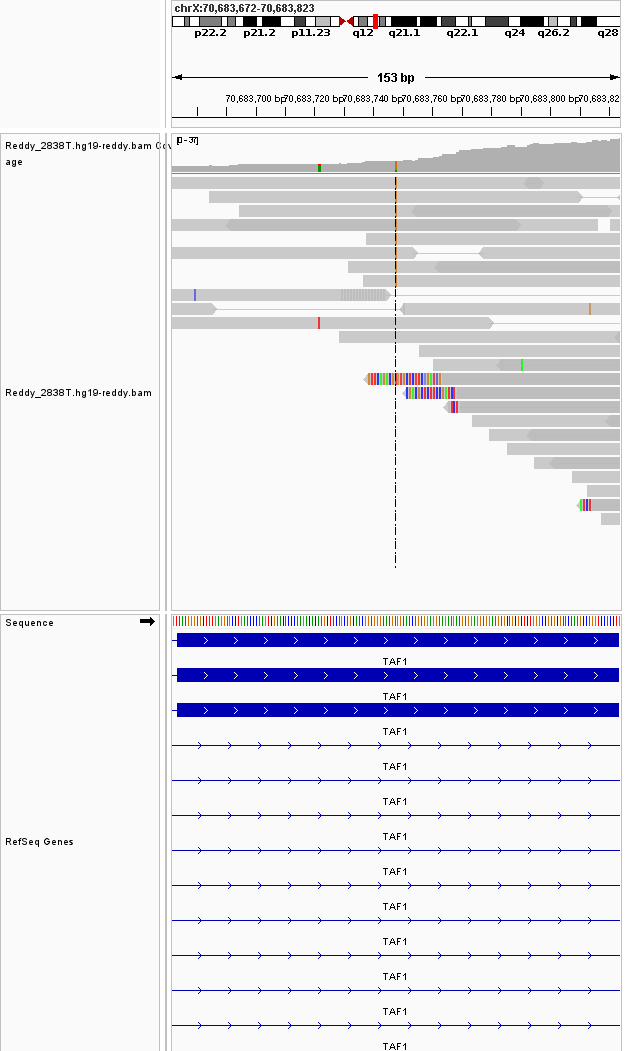 chrX:70,683,672-70,683,823
p22.2 p21.2 p11.23 q12 q21.1 q22.1 q24 q26.2 q28
153 bp
70,683,700 bp 70,683,720 bp 70,683,740 bp 70,683,760 bp 70,683,780 bp 70,683,800 bp 70,683,82
Reddy_2838T.hg19-reddy.bam Cov
age
[0 - 37]
Reddy_2838T.hg19-reddy.bam
Sequence
TAF1
TAF1
TAF1
TAF1
TAF1
TAF1
RefSeq Genes
TAF1
TAF1
TAF1
TAF1
TAF1
TAF1